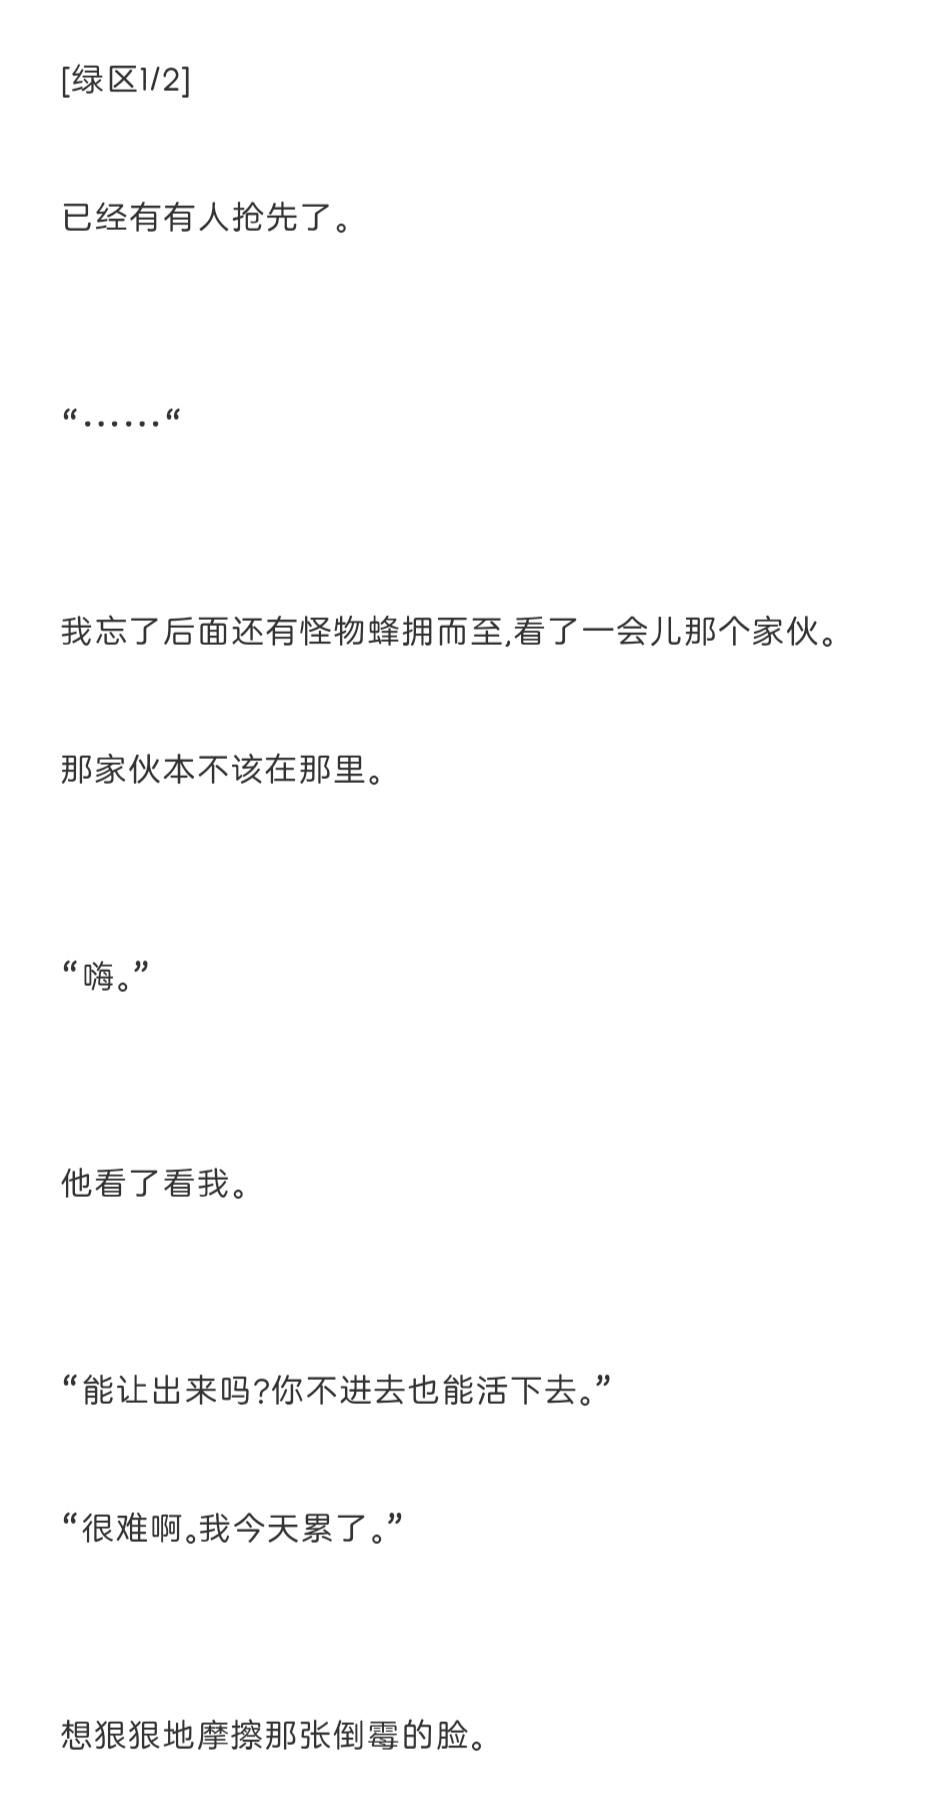 [绿区1/2]
已经有有人抢先了。
“······“
我忘了后面还有怪物蜂拥而至,看了一会儿那个家伙。
那家伙本不该在那里。
“嗨。”
他看了看我。
“能让出来吗?你不进去也能活下去。”
“很难啊。我今天累了。”
想狠狠地摩擦那张倒霉的脸。